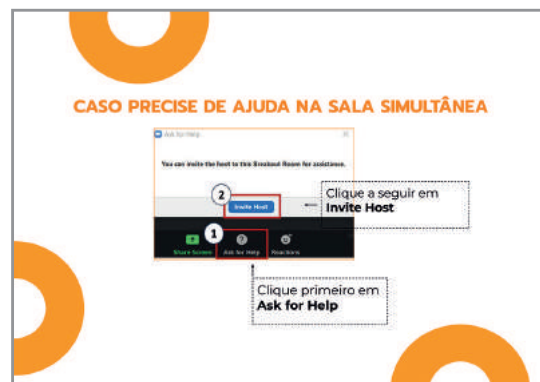 CASO PRECISE DE AJUDA NA SALA SIMULTÂNEA
Ask for Help
You can invite the host to this Breakout Room for assistance.
2
Invite Host
Clique a seguir em
Invite Host
1
Share Screen
Ask for Help
Reactions
Clique primeiro em
Ask for Help